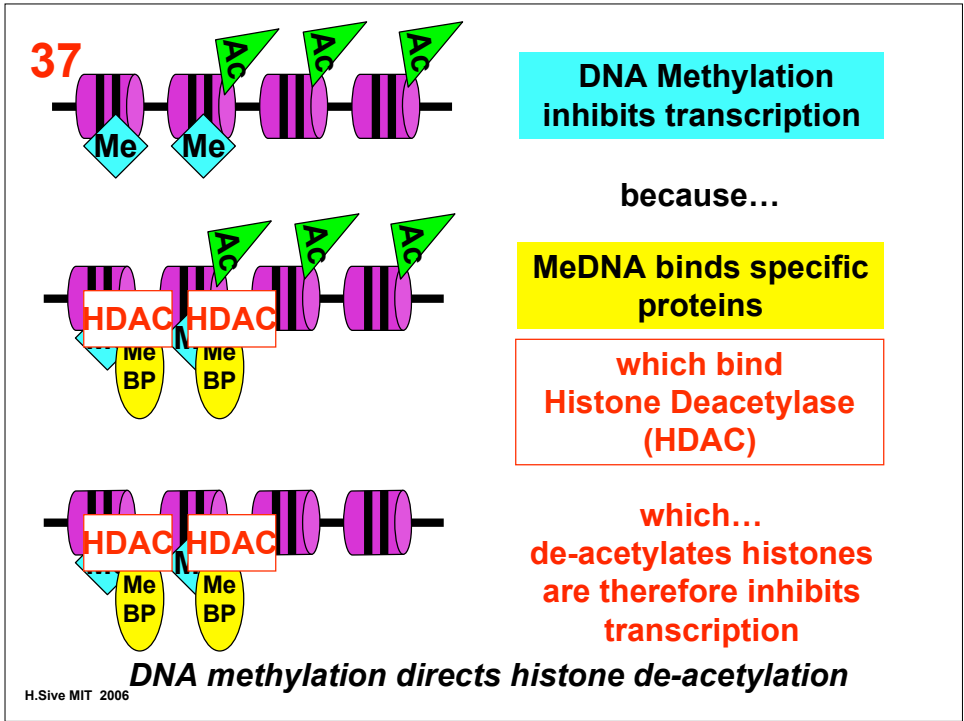 37
Ac Ac Ac
Me Me
DNA Methylation
inhibits transcription
because…
Ac Ac Ac
HDAC HDAC
Me Me
BP BP
MeDNA binds specific
proteins
which bind
Histone Deacetylase
(HDAC)
HDAC HDAC
Me Me
BP BP
which…
de-acetylates histones
are therefore inhibits
transcription
DNA methylation directs histone de-acetylation
H.Sive MIT 2006